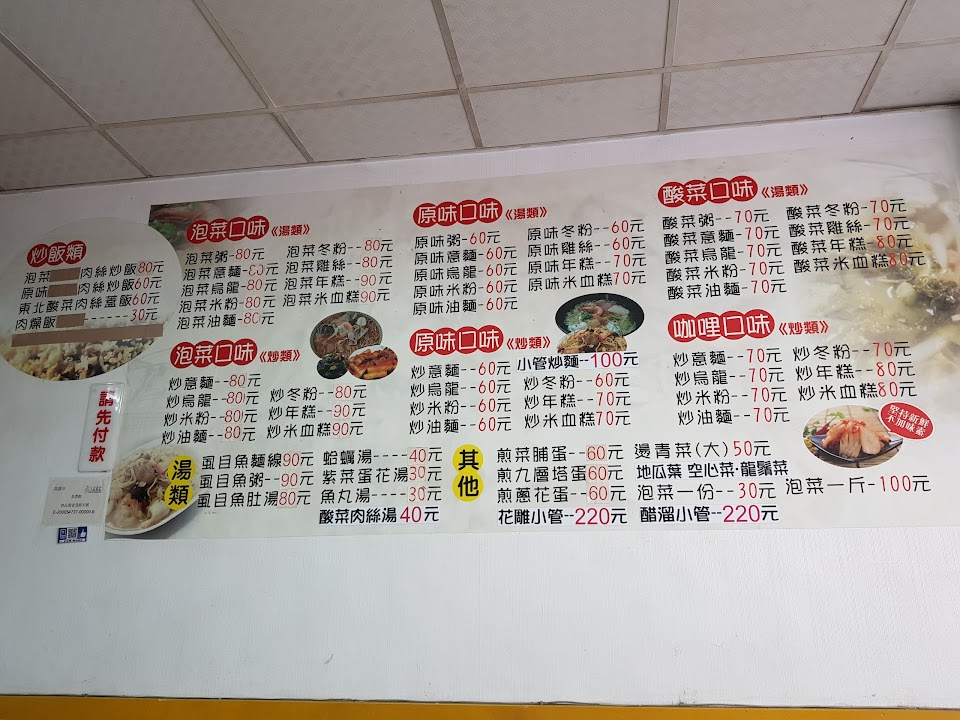 炒飯類
泡菜 肉絲炒飯80元
原味 肉絲炒飯60元
東北酸菜肉絲蓋飯60元
肉燥飯 ------30元
請先付款
泡菜口味《湯類》
泡菜粥--80元
泡菜意麵--80元
泡菜烏龍--80元
泡菜米粉--80元
泡菜油麵--80元
泡菜冬粉--80元
泡菜雞絲--80元
泡菜年糕--90元
泡菜米血糕90元
原味口味《湯類》
原味粥-60元
原味意麵-60元
原味烏龍-60元
原味米粉-60元
原味油麵-60元
原味冬粉--60元
原味雞絲--60元
原味年糕--70元
原味米血糕70元
酸菜口味《湯類》
酸菜粥--70元
酸菜意麵-70元
酸菜烏龍-70元
酸菜米粉-70元
酸菜油麵-70元
酸菜冬粉-70元
酸菜雞絲-70元
酸菜年糕-80元
酸菜米血糕80元
泡菜口味《炒類》
炒意麵--80元
炒烏龍--80元
炒米粉--80元
炒油麵--80元
炒冬粉--80元
炒年糕--90元
炒米血糕90元
原味口味《炒類》
炒意麵--60元
炒烏龍--60元
炒米粉--60元
炒油麵--60元
小管炒麵--100元
炒冬粉--60元
炒年糕--70元
炒米血糕70元
咖哩口味《炒類》
炒意麵--70元
炒烏龍--70元
炒米粉--70元
炒油麵--70元
炒冬粉--70元
炒年糕--80元
炒米血糕80元
堅持新鮮
不加味素
湯類
虱目魚麵線90元
虱目魚粥--90元
虱目魚肚湯80元
蛤蠣湯----40元
紫菜蛋花湯30元
魚丸湯----30元
酸菜肉絲湯40元
其他
煎菜脯蛋--60元
煎九層塔蛋60元
煎蔥花蛋--60元
花雕小管--220元
燙青菜(大)50元
地瓜葉 空心菜·龍鬚菜
泡菜一份--30元
泡菜一斤-100元
醋溜小管--220元